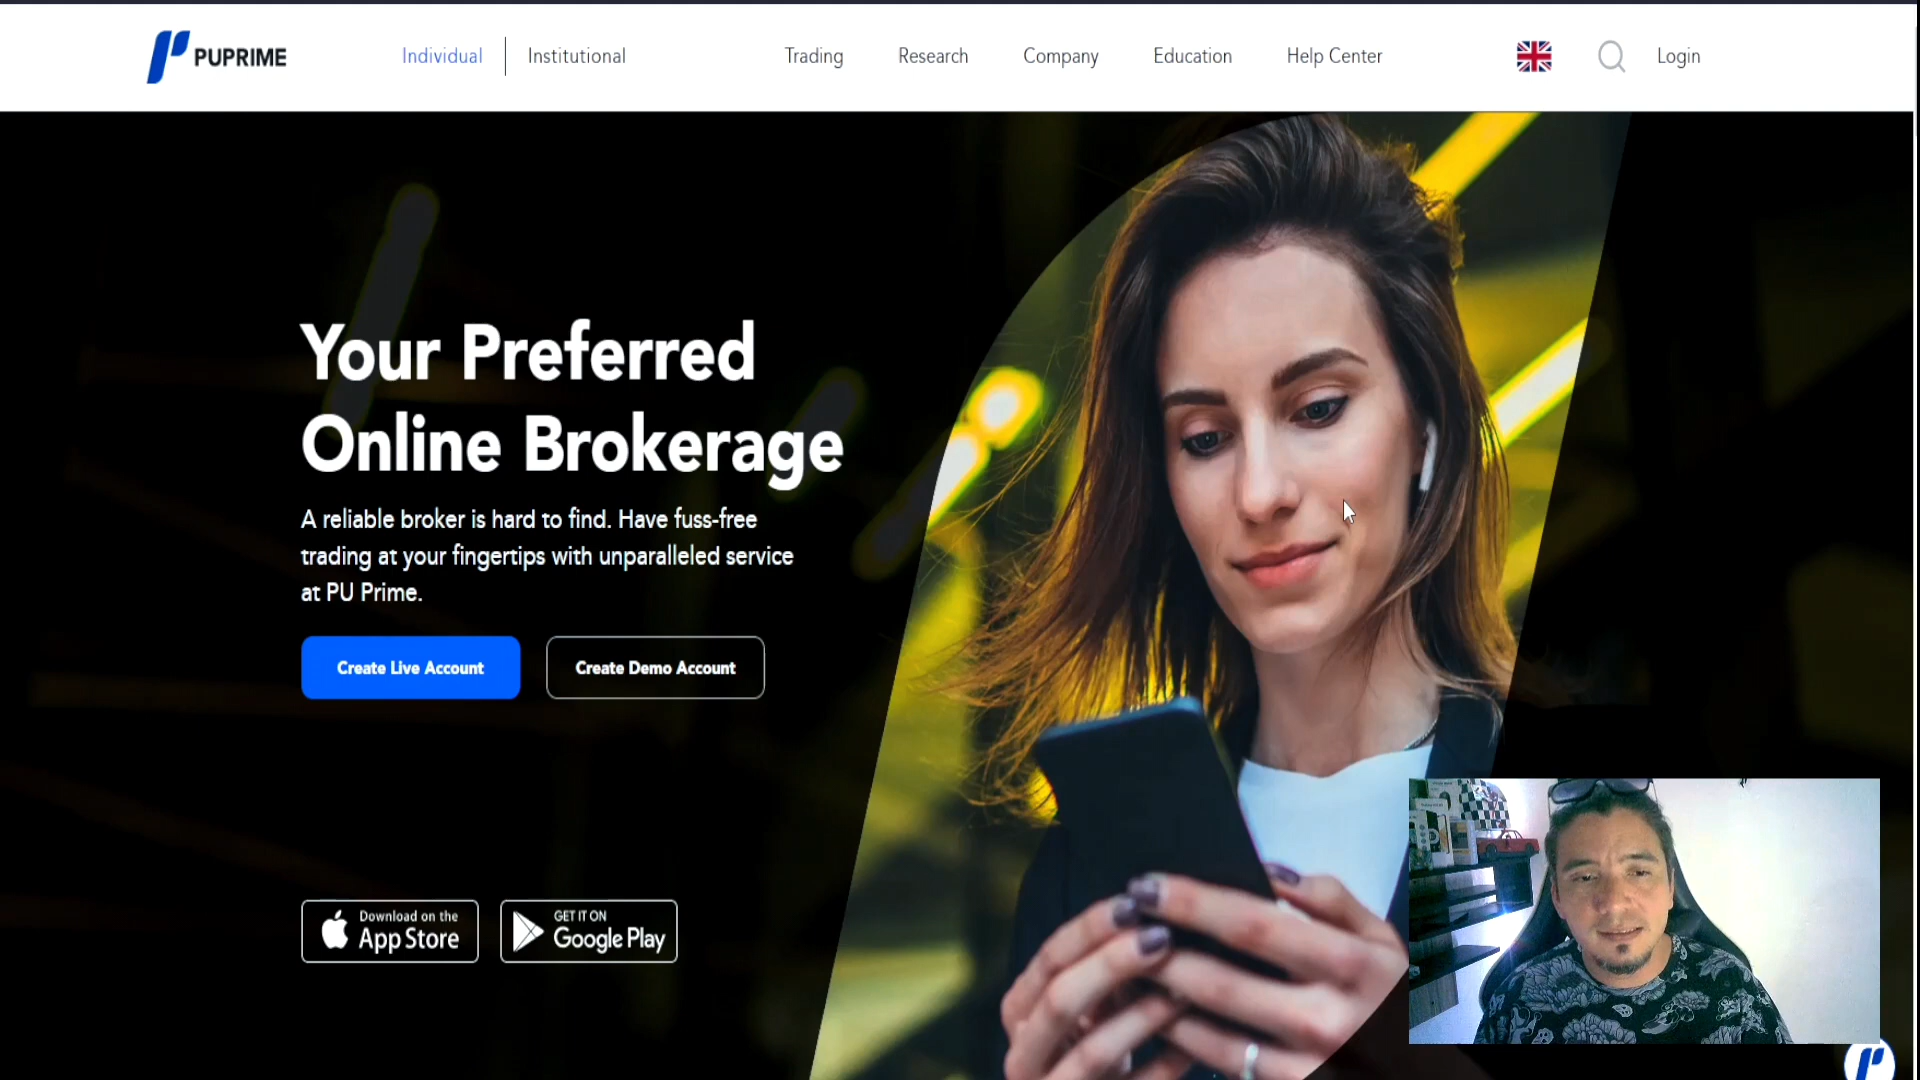 PUPRIME
Individual
Institutional
Trading
Research
Company
Education
Help Center
Login
Your Preferred
Online Brokerage
A reliable broker is hard to find. Have fuss-free
trading at your fingertips with unparalleled service
at PU Prime.
Create Live Account
Create Demo Account
Download on the
App Store
GET IT ON
Google Play